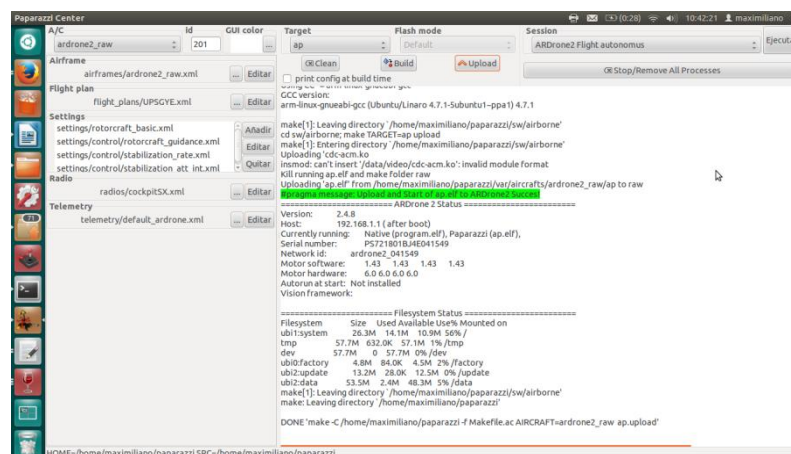 Paparazzi Center
(0:28) 10:42:21 maximiliano
A/C Id GUI color
ardrone2_raw 201 ...
Airframe
airframes/ardrone2_raw.xml ... Editar
Flight plan
flight_plans/UPSGYE.xml ... Editar
Settings
settings/rotorcraft_basic.xml
settings/control/rotorcraft_guidance.xml
settings/control/stabilization_rate.xml
settings/control/stabilization_att_int.xml
Añadir
Editar
Quitar
Radio
radios/cockpitSX.xml ... Editar
Telemetry
telemetry/default_ardrone.xml ... Editar
Target Flash mode
ap Default
Clean Build Upload
print config at build time
Session
ARDrone2 Flight autonomus
Ejecuta
Stop/Remove All Processes
GCC version:
arm-linux-gnueabi-gcc (Ubuntu/Linaro 4.7.1-5ubuntu1~ppa1) 4.7.1
make[1]: Leaving directory `/home/maximiliano/paparazzi/sw/airborne'
cd sw/airborne; make TARGET=ap upload
make[1]: Entering directory `/home/maximiliano/paparazzi/sw/airborne'
Uploading 'cdc-acm.ko
insmod: can't insert '/data/video/cdc-acm.ko': invalid module format
Kill running ap.elf and make folder raw
Uploading 'ap.elf' from /home/maximiliano/paparazzi/var/aircrafts/ardrone2_raw/ap to raw
#pragma message: Upload and Start of ap.elf to ARDrone2 Succes!
======================== ARDrone 2 Status ========================
Version: 2.4.8
Host: 192.168.1.1 ( after boot)
Currently running: Native (program.elf), Paparazzi (ap.elf),
Serial number: PS721801BJ4E041549
Network id: ardrone2_041549
Motor software: 1.43 1.43 1.43 1.43
Motor hardware: 6.0 6.0 6.0 6.0
Autorun at start: Not installed
Vision framework:
======================== Filesystem Status ========================
Filesystem Size Used Available Use% Mounted on
ubi1:system 26.3M 14.1M 10.9M 56% /
tmp 57.7M 632.0K 57.1M 1% /tmp
dev 57.7M 0 57.7M 0% /dev
ubi0:factory 4.8M 84.0K 4.5M 2% /factory
ubi2:update 13.2M 28.0K 12.5M 0% /update
ubi2:data 53.5M 2.4M 48.3M 5% /data
make[1]: Leaving directory `/home/maximiliano/paparazzi/sw/airborne'
make: Leaving directory `/home/maximiliano/paparazzi'
DONE 'make -C /home/maximiliano/paparazzi -f Makefile.ac AIRCRAFT=ardrone2_raw ap.upload'
HOME=/home/maximiliano/paparazzi SRC=/home/maximiliano/paparazzi